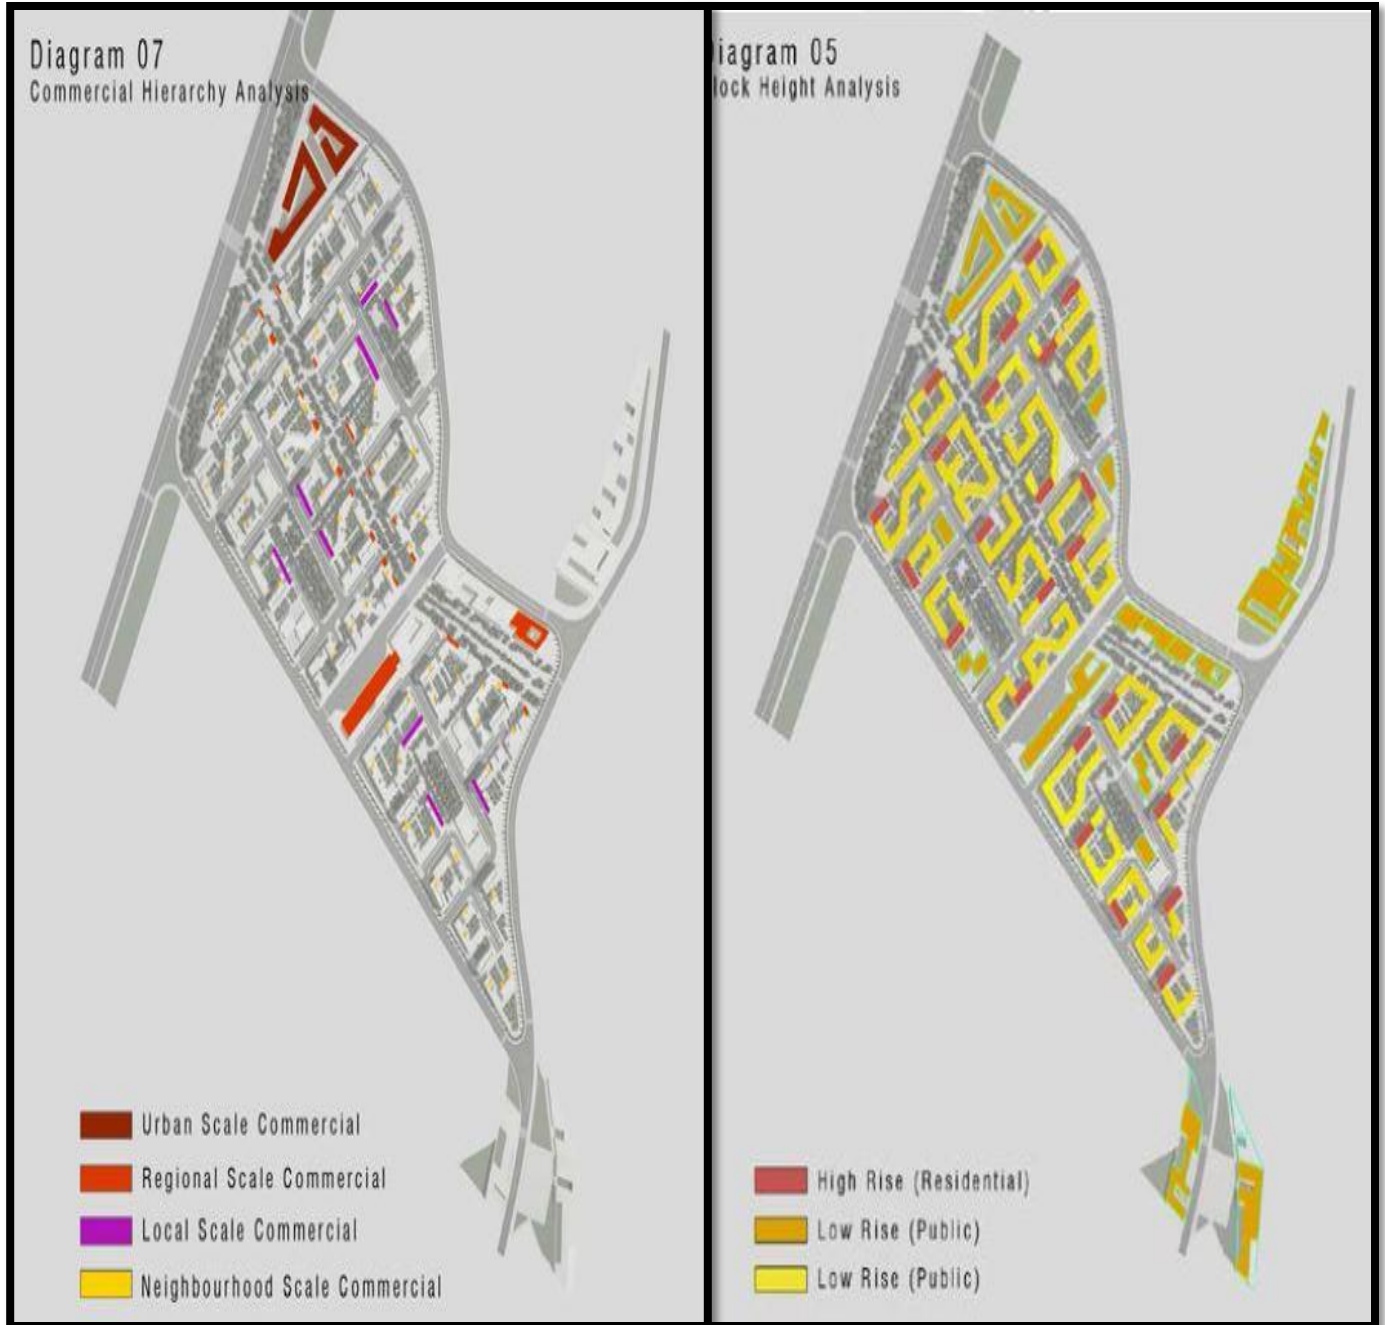 Diagram 07
Commercial Hierarchy Analysis
Urban Scale Commercial
Regional Scale Commercial
Local Scale Commercial
Neighbourhood Scale Commercial
iagram 05
lock Height Analysis
High Rise (Residential)
Low Rise (Public)
Low Rise (Public)